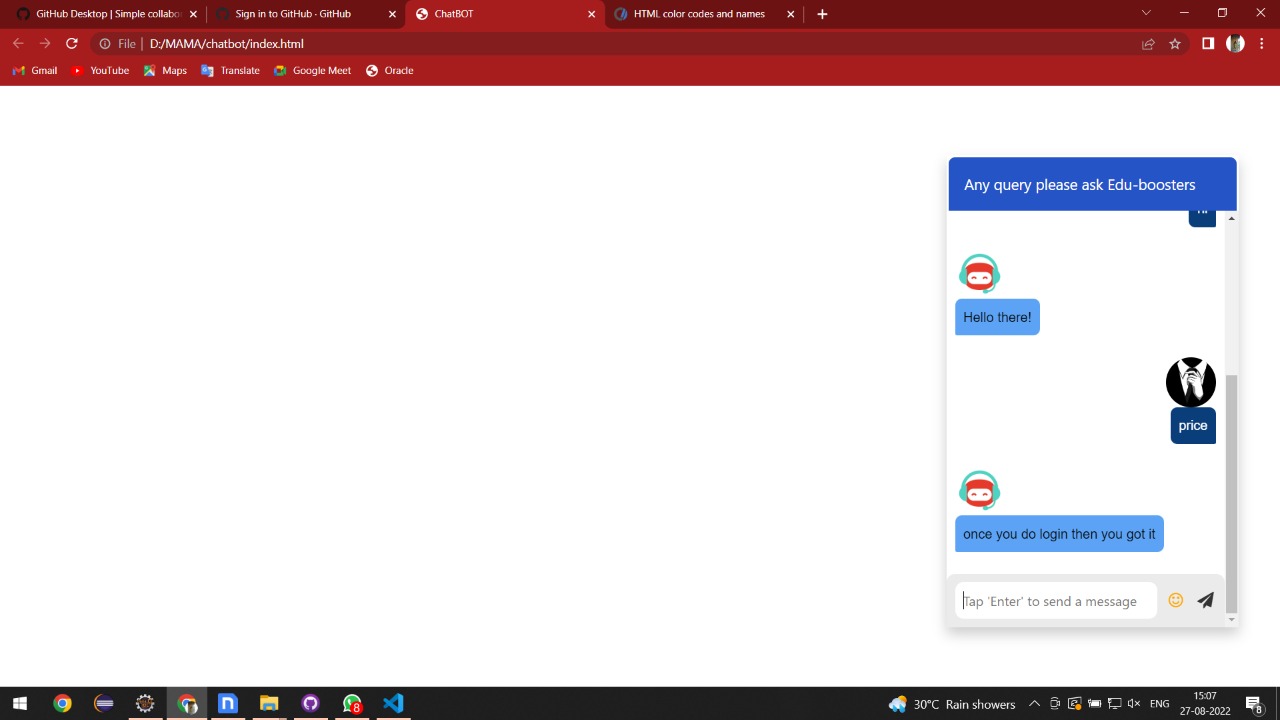 GitHub Desktop | Simple collabo
Sign in to GitHub · GitHub
ChatBOT
HTML color codes and names
File | D:/MAMA/chatbot/index.html
Gmail
YouTube
Maps
Translate
Google Meet
Oracle
Any query please ask Edu-boosters
Hello there!
price
once you do login then you got it
Tap 'Enter' to send a message
30°C Rain showers
ENG
15:07
27-08-2022
8
8